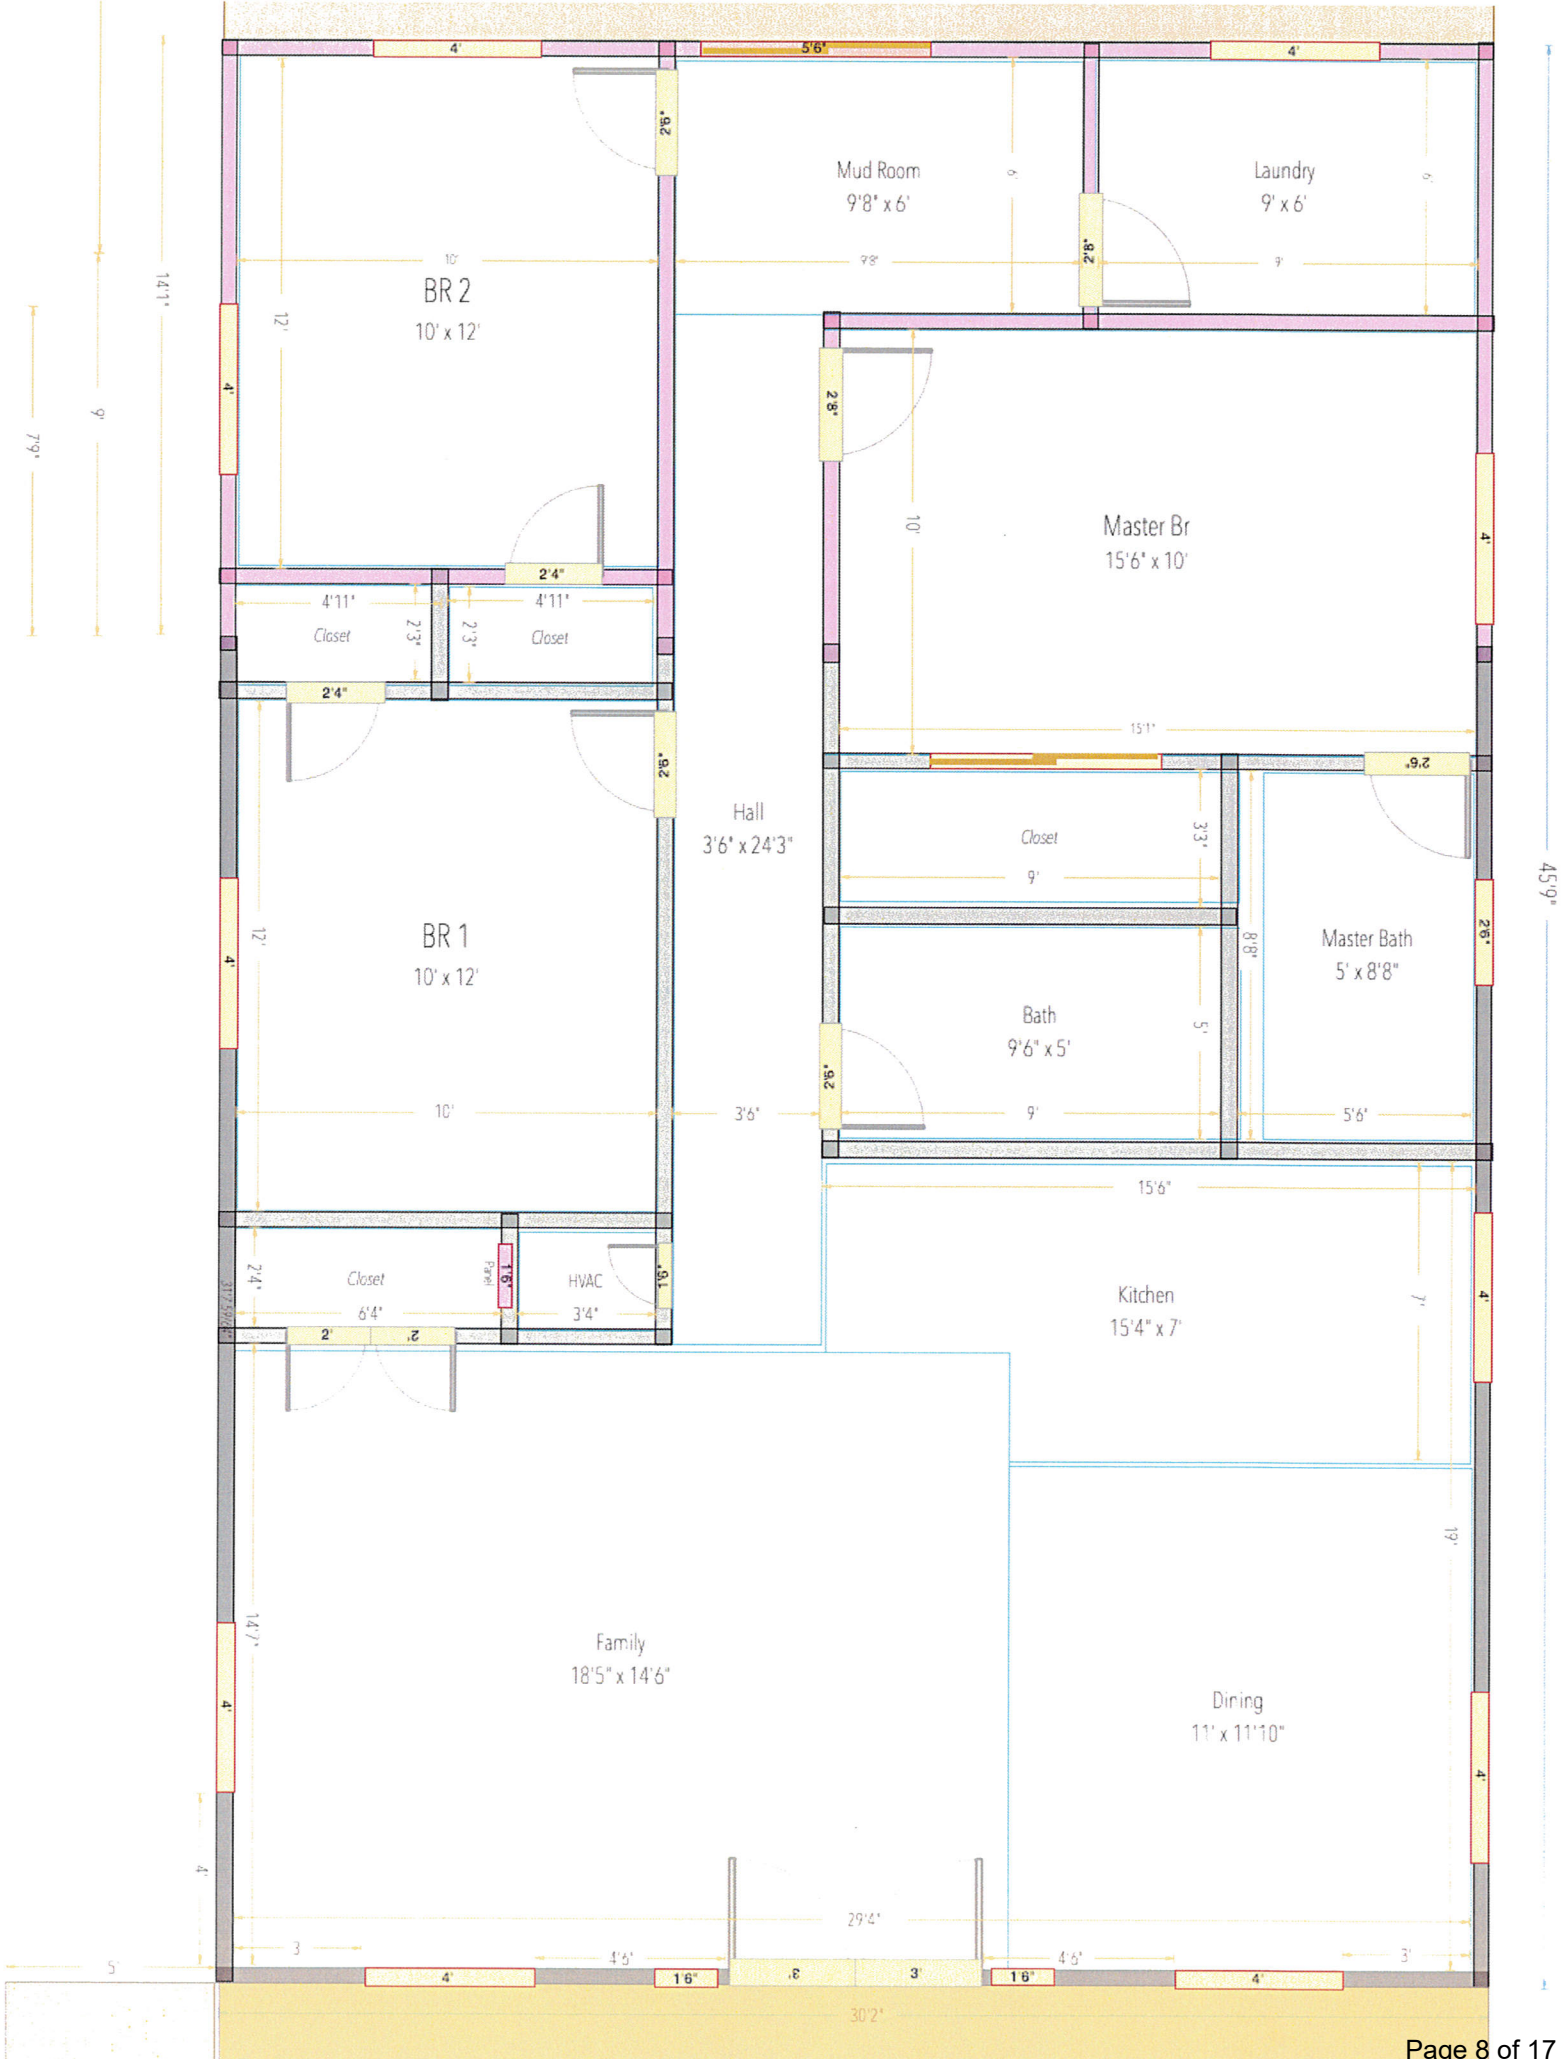 4'
5'6"
4'
2'6"
Mud Room
9'8" x 6'
6'
Laundry
9' x 6'
6'
10'
9'8"
2'8"
9'
BR 2
10' x 12'
12'
14'1"
4'
9'
7'9"
2'8"
10'
Master Br
15'6" x 10'
4'
2'4"
4'11"
4'11"
Closet
2'3"
2'3"
Closet
2'4"
15'1"
2'6"
2'6"
Hall
3'6" x 24'3"
Closet
3'3"
9'
45'9"
BR 1
10' x 12'
12'
4'
8'8"
Master Bath
5' x 8'8"
2'6"
Bath
9'6" x 5'
5'
2'6"
10'
3'6"
9'
5'6"
15'6"
2'4"
Closet
6'4"
Panel
1'6"
HVAC
3'4"
1'6"
Kitchen
15'4" x 7'
7'
4'
2'
2'
19'
14'7"
Family
18'5" x 14'6"
4'
Dining
11' x 11'10"
4'
4'
29'4"
3
4'6"
4'6"
3'
5'
4'
1'6"
3'
3'
1'6"
4'
30'2"
Page 8 of 17